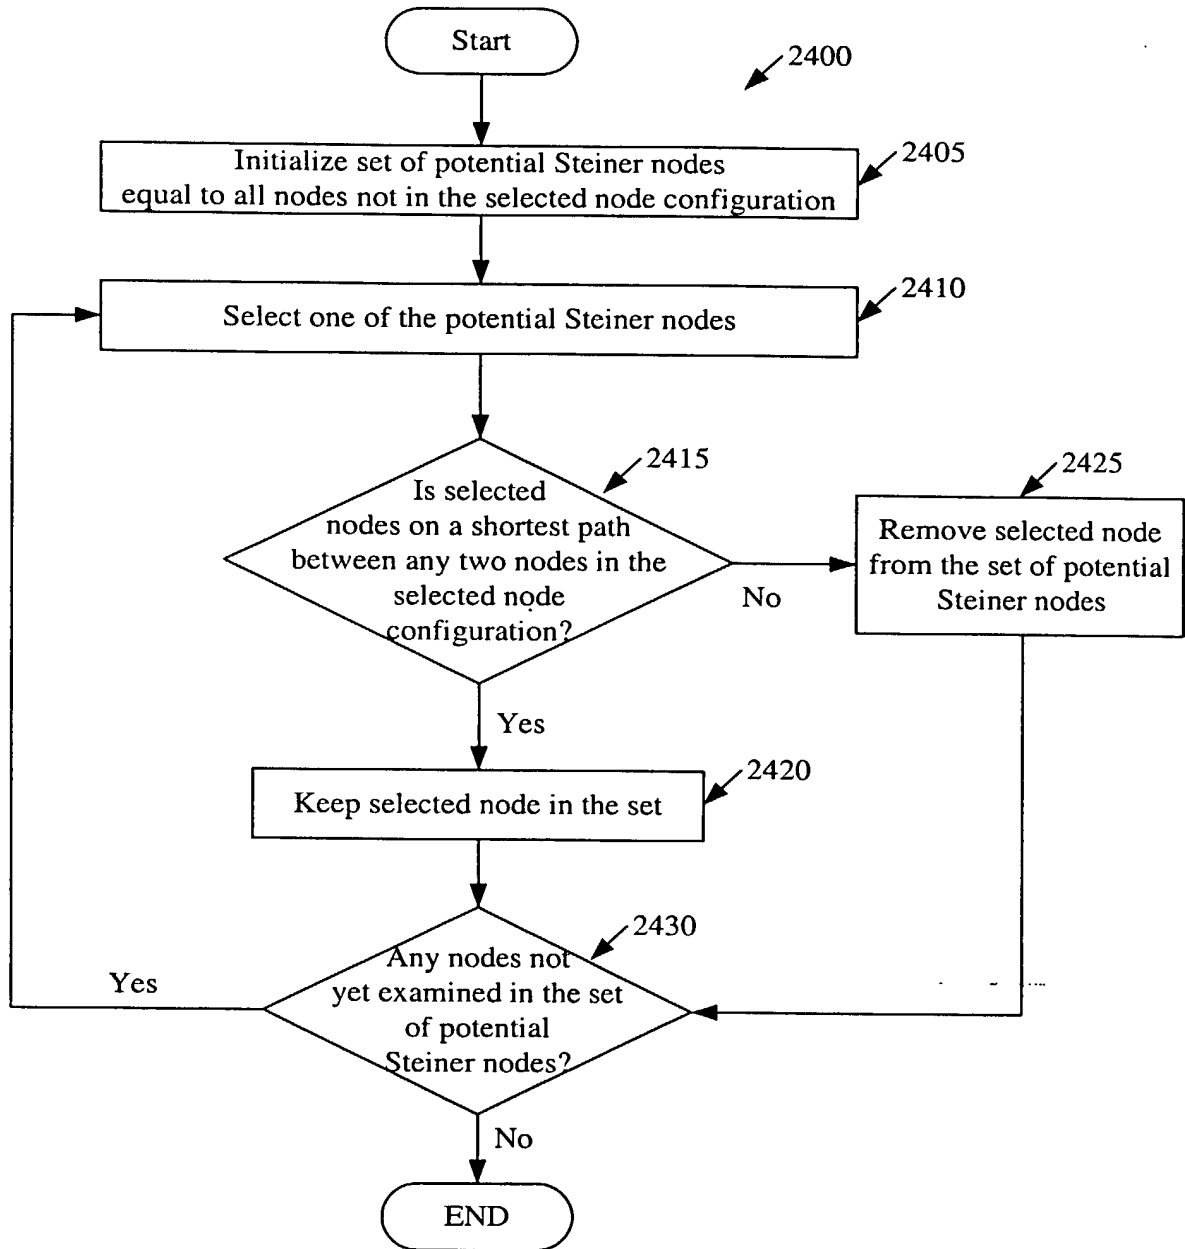 Start
2400
2405
Initialize set of potential Steiner nodes
equal to all nodes not in the selected node configuration
2410
Select one of the potential Steiner nodes
2415
Is selected
nodes on a shortest path
between any two nodes in the
selected node
configuration?
No
2425
Remove selected node
from the set of potential
Steiner nodes
Yes
2420
Keep selected node in the set
2430
Any nodes not
yet examined in the set
of potential
Steiner nodes?
Yes
No
END